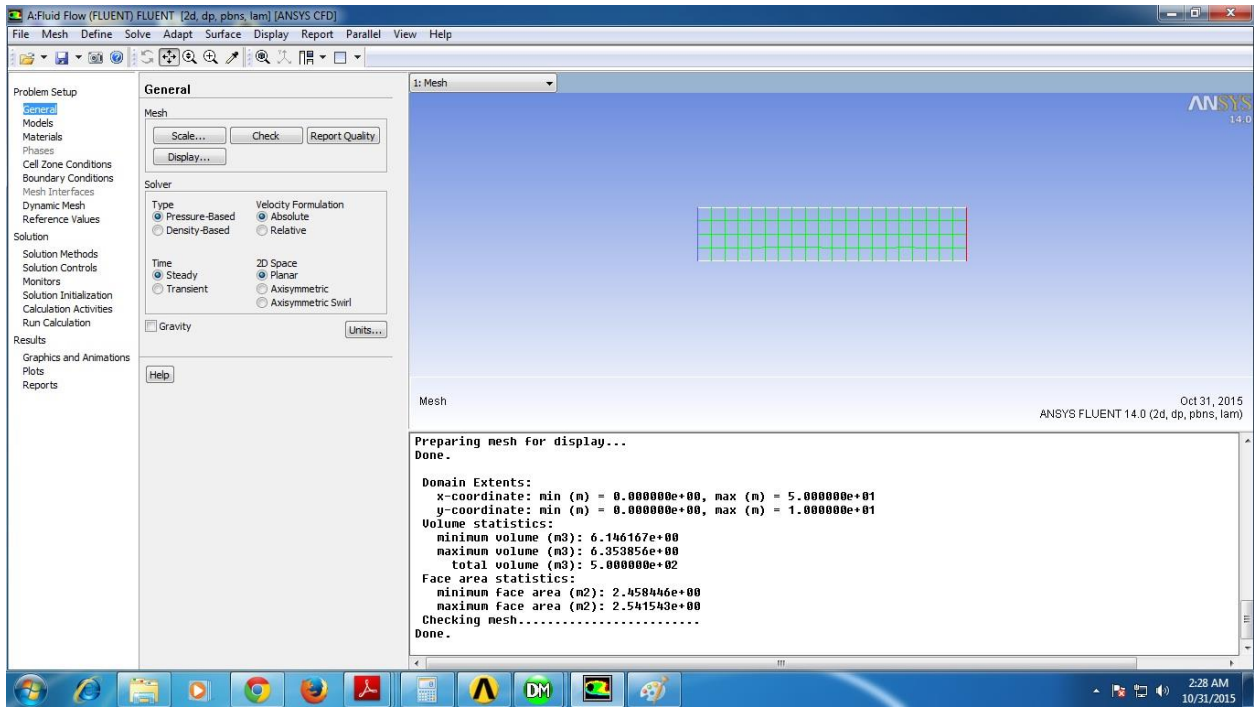 A:Fluid Flow (FLUENT) FLUENT [2d, dp, pbns, lam] [ANSYS CFD]
File Mesh Define Solve Adapt Surface Display Report Parallel View Help
Problem Setup
General
Models
Materials
Phases
Cell Zone Conditions
Boundary Conditions
Mesh Interfaces
Dynamic Mesh
Reference Values
Solution
Solution Methods
Solution Controls
Monitors
Solution Initialization
Calculation Activities
Run Calculation
Results
Graphics and Animations
Plots
Reports
General
Mesh
Scale... Check Report Quality
Display...
Solver
Type Velocity Formulation
Pressure-Based Absolute
Density-Based Relative
Time 2D Space
Steady Planar
Transient Axisymmetric
Axisymmetric Swirl
Gravity Units...
Help
1: Mesh
ANSYS
14.0
Mesh Oct 31, 2015
ANSYS FLUENT 14.0 (2d, dp, pbns, lam)
Preparing mesh for display...
Done.
Domain Extents:
x-coordinate: min (m) = 0.000000e+00, max (m) = 5.000000e+01
y-coordinate: min (m) = 0.000000e+00, max (m) = 1.000000e+01
Volume statistics:
minimum volume (m3): 6.146167e+00
maximum volume (m3): 6.353856e+00
total volume (m3): 5.000000e+02
Face area statistics:
minimum face area (m2): 2.458446e+00
maximum face area (m2): 2.541543e+00
Checking mesh.........................
Done.
DM
2:28 AM
10/31/2015